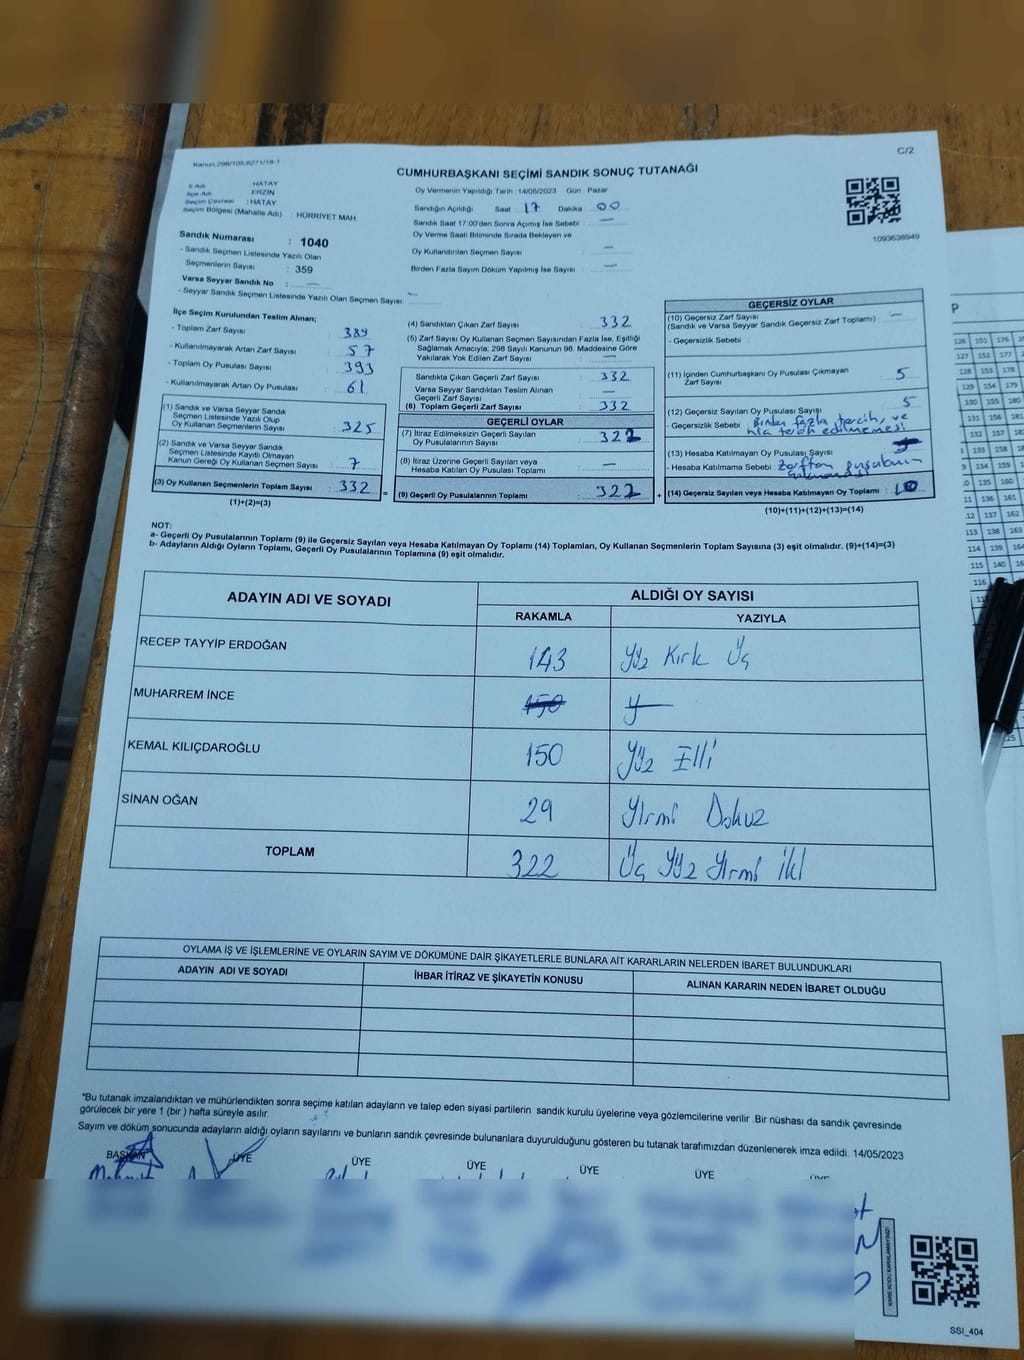 Kanun:298/105:6271/18-1
C/2
CUMHURBAŞKANI SEÇİMİ SANDIK SONUÇ TUTANAĞI
İl Adı : HATAY
İlçe Adı : ERZİN
Seçim Çevresi : HATAY
Seçim Bölgesi (Mahalle Adı) : HÜRRİYET MAH.
Oy Vermenin Yapıldığı Tarih : 14/05/2023 Gün : Pazar
Sandığın Açıldığı Saat 17 Dakika 00
Sandık Saat 17:00'den Sonra Açılmış İse Sebebi : —
Oy Verme Saati Bitiminde Sırada Bekleyen ve
Oy Kullandırılan Seçmen Sayısı —
Birden Fazla Sayım Döküm Yapılmış İse Sayısı —
1093636949
Sandık Numarası : 1040
- Sandık Seçmen Listesinde Yazılı Olan
Seçmenlerin Sayısı : 359
Varsa Seyyar Sandık No : —
- Seyyar Sandık Seçmen Listesinde Yazılı Olan Seçmen Sayısı: —
İlçe Seçim Kurulundan Teslim Alınan;
- Toplam Zarf Sayısı 389
- Kullanılmayarak Artan Zarf Sayısı 57
- Toplam Oy Pusulası Sayısı 393
- Kullanılmayarak Artan Oy Pusulası 61
(1) Sandık ve Varsa Seyyar Sandık
Seçmen Listesinde Yazılı Olup
Oy Kullanan Seçmenlerin Sayısı : 325
(2) Sandık ve Varsa Seyyar Sandık
Seçmen Listesinde Kayıtlı Olmayan
Kanun Gereği Oy Kullanan Seçmen Sayısı : 7
(3) Oy Kullanan Seçmenlerin Toplam Sayısı : 332
(1)+(2)=(3)
(4) Sandıktan Çıkan Zarf Sayısı : 332
(5) Zarf Sayısı Oy Kullanan Seçmen Sayısından Fazla İse, Eşitliği
Sağlamak Amacıyla; 298 Sayılı Kanunun 98. Maddesine Göre
Yakılarak Yok Edilen Zarf Sayısı : —
Sandıkta Çıkan Geçerli Zarf Sayısı : 332
Varsa Seyyar Sandıktan Teslim Alınan
Geçerli Zarf Sayısı : —
(6) Toplam Geçerli Zarf Sayısı : 332
GEÇERLİ OYLAR
(7) İtiraz Edilmeksizin Geçerli Sayılan
Oy Pusulasının Sayısı : 322
(8) İtiraz Üzerine Geçerli Sayılan veya
Hesaba Katılan Oy Pusulası Toplamı : —
= (9) Geçerli Oy Pusulalarının Toplamı : 322
GEÇERSİZ OYLAR
(10) Geçersiz Zarf Sayısı : —
(Sandık ve Varsa Seyyar Sandık Geçersiz Zarf Toplamı)
- Geçersizlik Sebebi :
(11) İçinden Cumhurbaşkanı Oy Pusulası Çıkmayan
Zarf Sayısı : 5
(12) Geçersiz Sayılan Oy Pusulası Sayısı : 5
- Geçersizlik Sebebi : Birden fazla tercih, ve
hiç tercih edilmemesi
(13) Hesaba Katılmayan Oy Pusulası Sayısı
- Hesaba Katılmama Sebebi : Zarftan pusulanın
+ (14) Geçersiz Sayılan veya Hesaba Katılmayan Oy Toplamı : 10
(10)+(11)+(12)+(13)=(14)
NOT:
a- Geçerli Oy Pusulalarının Toplamı (9) ile Geçersiz Sayılan veya Hesaba Katılmayan Oy Toplamı (14) Toplamları, Oy Kullanan Seçmenlerin Toplam Sayısına (3) eşit olmalıdır. (9)+(14)=(3)
b- Adayların Aldığı Oyların Toplamı, Geçerli Oy Pusulalarının Toplamına (9) eşit olmalıdır.
ADAYIN ADI VE SOYADI ALDIĞI OY SAYISI
RAKAMLA YAZIYLA
RECEP TAYYİP ERDOĞAN 143 Yüz Kırk Üç
MUHARREM İNCE 150 y
KEMAL KILIÇDAROĞLU 150 Yüz Elli
SİNAN OĞAN 29 Yirmi Dokuz
TOPLAM 322 Üç Yüz Yirmi İki
OYLAMA İŞ VE İŞLEMLERİNE VE OYLARIN SAYIM VE DÖKÜMÜNE DAİR ŞİKAYETLERLE BUNLARA AİT KARARLARIN NELERDEN İBARET BULUNDUKLARI
ADAYIN ADI VE SOYADI İHBAR İTİRAZ VE ŞİKAYETİN KONUSU ALINAN KARARIN NEDEN İBARET OLDUĞU
*Bu tutanak imzalandıktan ve mühürlendikten sonra seçime katılan adayların ve talep eden siyasi partilerin sandık kurulu üyelerine veya gözlemcilerine verilir. Bir nüshası da sandık çevresinde
görülecek bir yere 1 (bir) hafta süreyle asılır.
Sayım ve döküm sonucunda adayların aldığı oyların sayılarını ve bunların sandık çevresinde bulunanlara duyurulduğunu gösteren bu tutanak tarafımızdan düzenlenerek imza edildi. 14/05/2023
BAŞKAN ÜYE ÜYE ÜYE ÜYE ÜYE ÜYE
KARE KODU KARALAMAYINIZ!
SSI_404